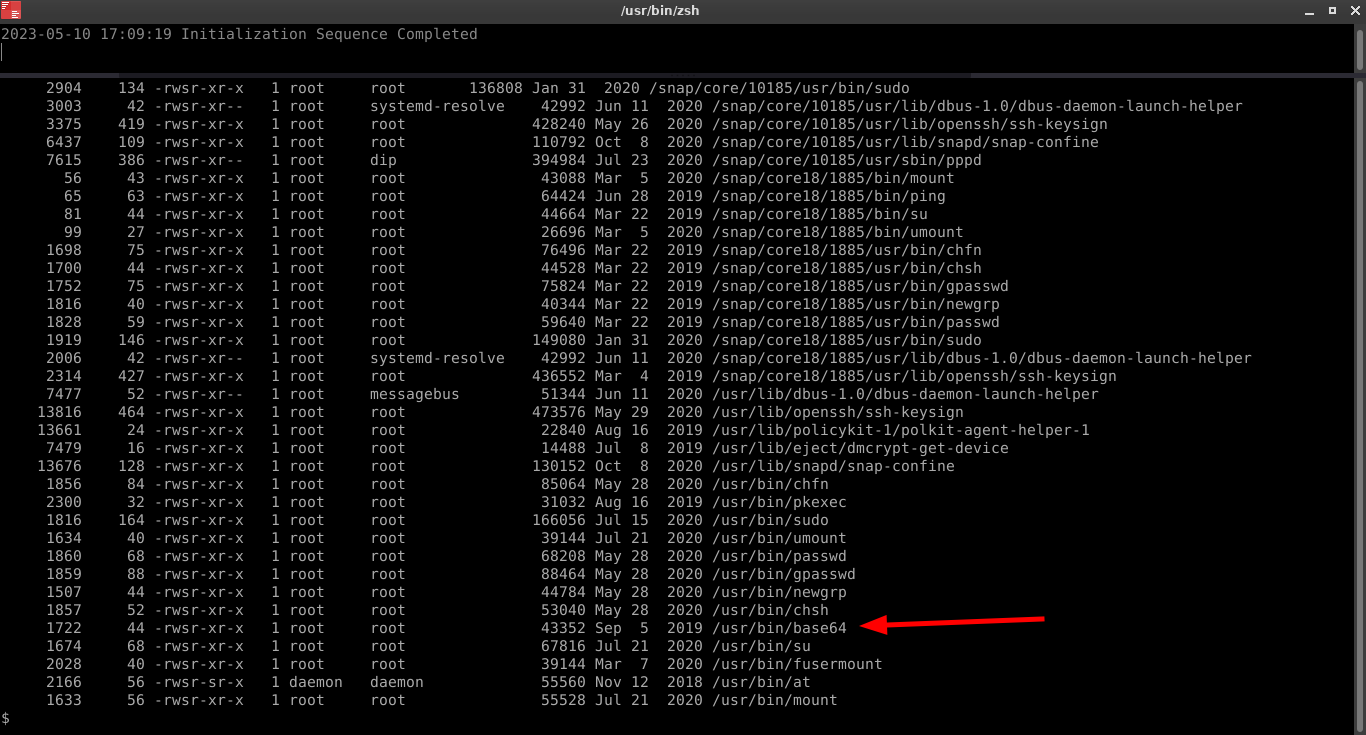 /usr/bin/zsh
2023-05-10 17:09:19 Initialization Sequence Completed
2904    134 -rwsr-xr-x   1 root     root       136808 Jan 31  2020 /snap/core/10185/usr/bin/sudo
3003     42 -rwsr-xr--   1 root     systemd-resolve    42992 Jun 11  2020 /snap/core/10185/usr/lib/dbus-1.0/dbus-daemon-launch-helper
3375    419 -rwsr-xr-x   1 root     root              428240 May 26  2020 /snap/core/10185/usr/lib/openssh/ssh-keysign
6437    109 -rwsr-xr-x   1 root     root              110792 Oct  8  2020 /snap/core/10185/usr/lib/snapd/snap-confine
7615    386 -rwsr-xr--   1 root     dip               394984 Jul 23  2020 /snap/core/10185/usr/sbin/pppd
56     43 -rwsr-xr-x   1 root     root               43088 Mar  5  2020 /snap/core18/1885/bin/mount
65     63 -rwsr-xr-x   1 root     root               64424 Jun 28  2019 /snap/core18/1885/bin/ping
81     44 -rwsr-xr-x   1 root     root               44664 Mar 22  2019 /snap/core18/1885/bin/su
99     27 -rwsr-xr-x   1 root     root               26696 Mar  5  2020 /snap/core18/1885/bin/umount
1698     75 -rwsr-xr-x   1 root     root               76496 Mar 22  2019 /snap/core18/1885/usr/bin/chfn
1700     44 -rwsr-xr-x   1 root     root               44528 Mar 22  2019 /snap/core18/1885/usr/bin/chsh
1752     75 -rwsr-xr-x   1 root     root               75824 Mar 22  2019 /snap/core18/1885/usr/bin/gpasswd
1816     40 -rwsr-xr-x   1 root     root               40344 Mar 22  2019 /snap/core18/1885/usr/bin/newgrp
1828     59 -rwsr-xr-x   1 root     root               59640 Mar 22  2019 /snap/core18/1885/usr/bin/passwd
1919    146 -rwsr-xr-x   1 root     root              149080 Jan 31  2020 /snap/core18/1885/usr/bin/sudo
2006     42 -rwsr-xr--   1 root     systemd-resolve    42992 Jun 11  2020 /snap/core18/1885/usr/lib/dbus-1.0/dbus-daemon-launch-helper
2314    427 -rwsr-xr-x   1 root     root              436552 Mar  4  2019 /snap/core18/1885/usr/lib/openssh/ssh-keysign
7477     52 -rwsr-xr--   1 root     messagebus         51344 Jun 11  2020 /usr/lib/dbus-1.0/dbus-daemon-launch-helper
13816    464 -rwsr-xr-x   1 root     root              473576 May 29  2020 /usr/lib/openssh/ssh-keysign
13661     24 -rwsr-xr-x   1 root     root               22840 Aug 16  2019 /usr/lib/policykit-1/polkit-agent-helper-1
7479     16 -rwsr-xr-x   1 root     root               14488 Jul  8  2019 /usr/lib/eject/dmcrypt-get-device
13676    128 -rwsr-xr-x   1 root     root              130152 Oct  8  2020 /usr/lib/snapd/snap-confine
1856     84 -rwsr-xr-x   1 root     root               85064 May 28  2020 /usr/bin/chfn
2300     32 -rwsr-xr-x   1 root     root               31032 Aug 16  2019 /usr/bin/pkexec
1816    164 -rwsr-xr-x   1 root     root              166056 Jul 15  2020 /usr/bin/sudo
1634     40 -rwsr-xr-x   1 root     root               39144 Jul 21  2020 /usr/bin/umount
1860     68 -rwsr-xr-x   1 root     root               68208 May 28  2020 /usr/bin/passwd
1859     88 -rwsr-xr-x   1 root     root               88464 May 28  2020 /usr/bin/gpasswd
1507     44 -rwsr-xr-x   1 root     root               44784 May 28  2020 /usr/bin/newgrp
1857     52 -rwsr-xr-x   1 root     root               53040 May 28  2020 /usr/bin/chsh
1722     44 -rwsr-xr-x   1 root     root               43352 Sep  5  2019 /usr/bin/base64
1674     68 -rwsr-xr-x   1 root     root               67816 Jul 21  2020 /usr/bin/su
2028     40 -rwsr-xr-x   1 root     root               39144 Mar  7  2020 /usr/bin/fusermount
2166     56 -rwsr-sr-x   1 daemon   daemon             55560 Nov 12  2018 /usr/bin/at
1633     56 -rwsr-xr-x   1 root     root               55528 Jul 21  2020 /usr/bin/mount
$